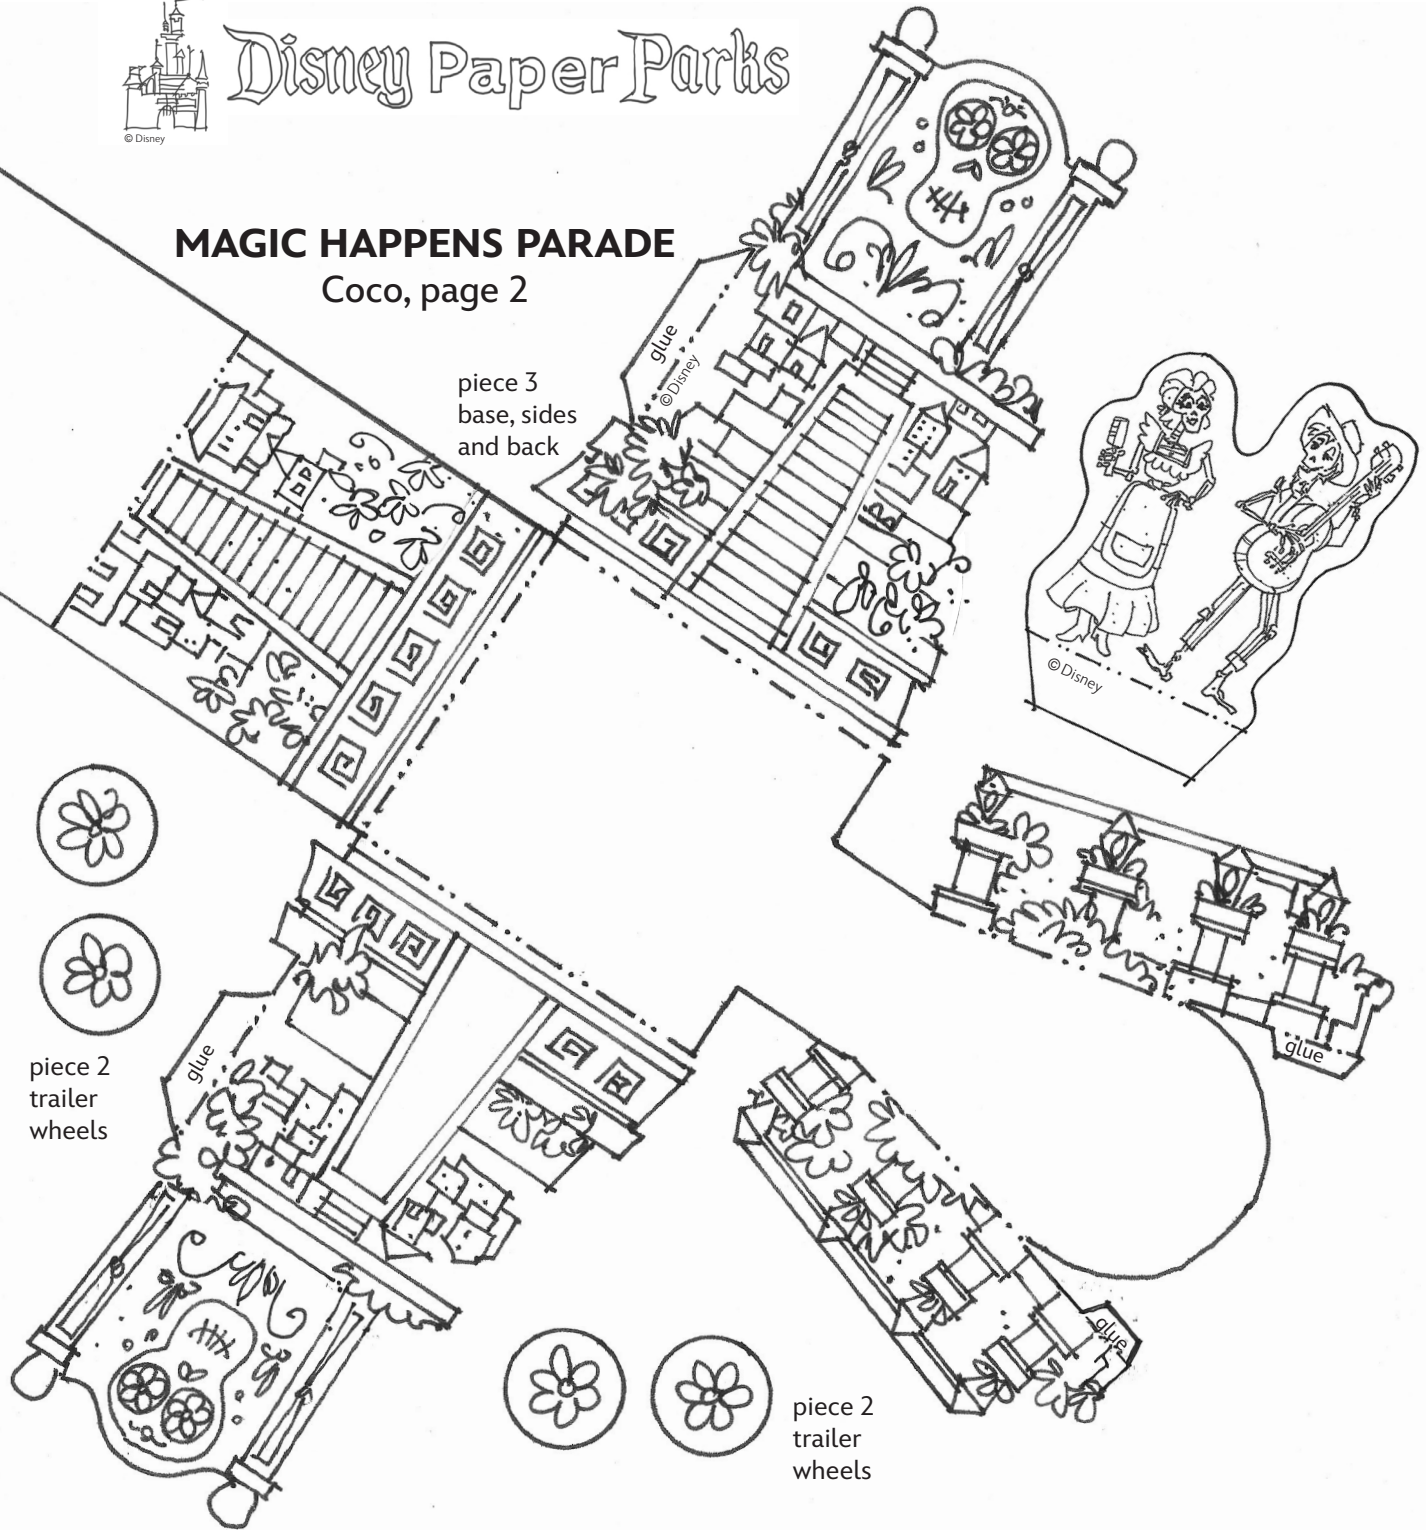 Disney Paper Parks
© Disney
MAGIC HAPPENS PARADE
Coco, page 2
piece 3
base, sides
and back
glue
© Disney
© Disney
glue
piece 2
trailer
wheels
glue
glue
piece 2
trailer
wheels